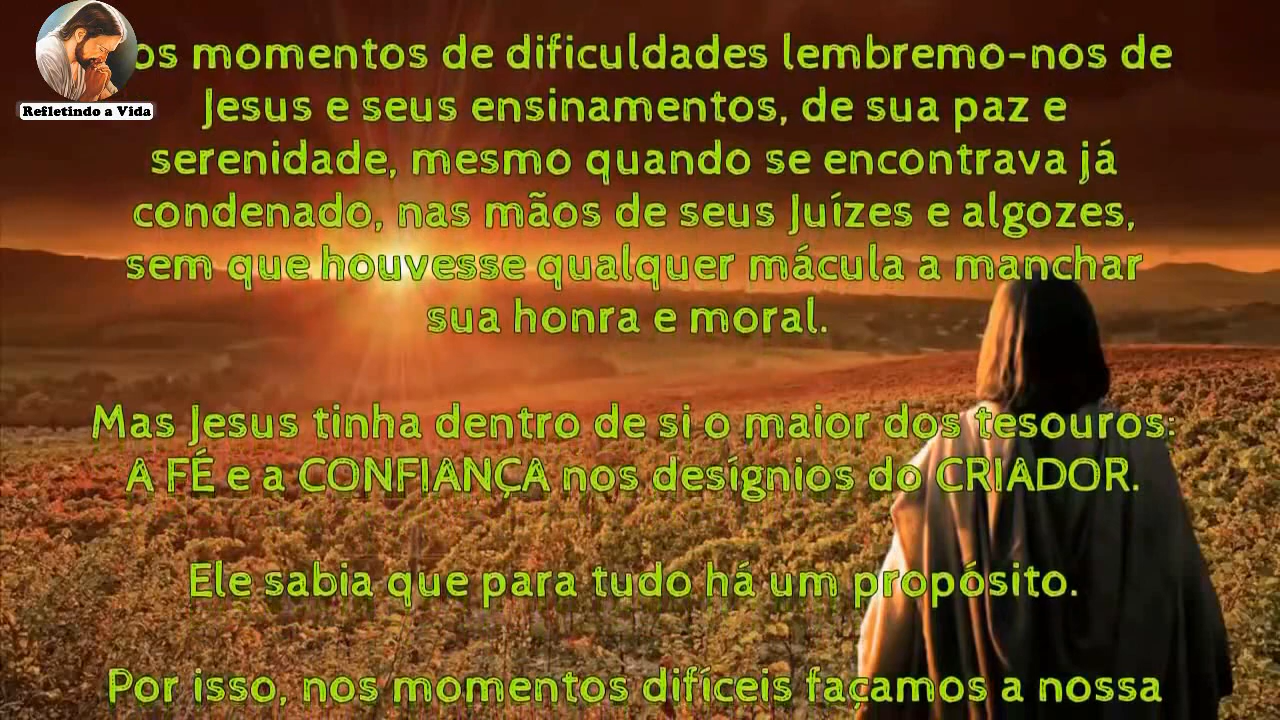 os momentos de dificuldades lembremo-nos de
Jesus e seus ensinamentos, de sua paz e
serenidade, mesmo quando se encontrava já
condenado, nas mãos de seus Juízes e algozes,
sem que houvesse qualquer mácula a manchar
sua honra e moral.
Mas Jesus tinha dentro de si o maior dos tesouros:
A FÉ e a CONFIANÇA nos desígnios do CRIADOR.
Ele sabia que para tudo há um propósito.
Por isso, nos momentos difíceis façamos a nossa
Refletindo a Vida